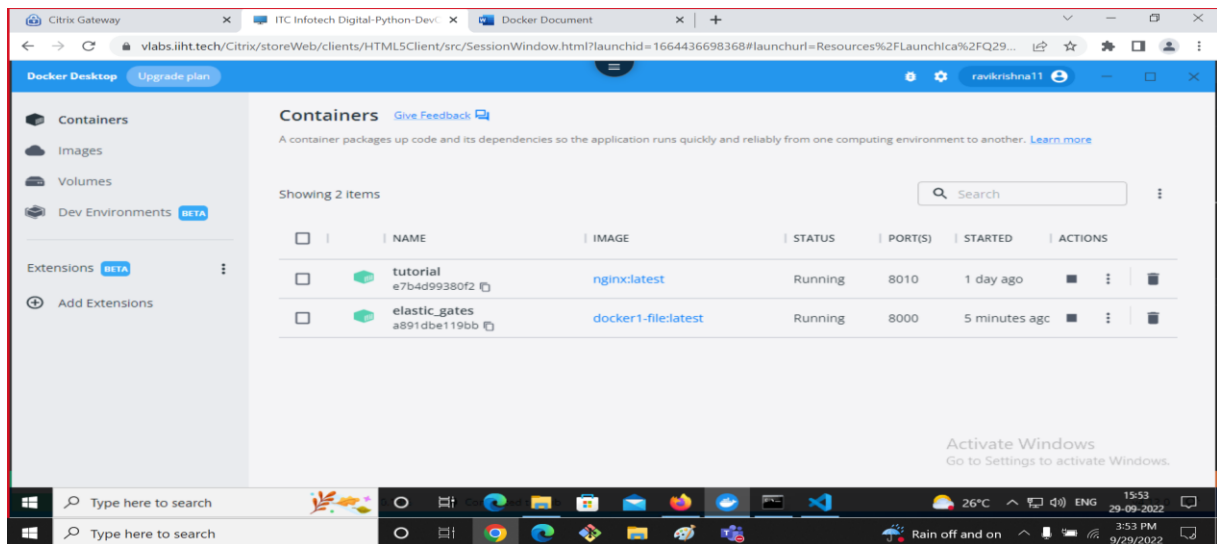 Citrix Gateway ITC Infotech Digital-Python-Dev Docker Document
vlabs.iiht.tech/Citrix/storeWeb/clients/HTML5Client/src/SessionWindow.html?launchid=1664436698368#launchurl=Resources%2FLaunchIca%2FQ29...
Docker Desktop Upgrade plan ravikrishna11
Containers
Images
Volumes
Dev Environments BETA
Extensions BETA
Add Extensions
Containers Give Feedback
A container packages up code and its dependencies so the application runs quickly and reliably from one computing environment to another. Learn more
Showing 2 items Search
NAME IMAGE STATUS PORT(S) STARTED ACTIONS
tutorial nginx:latest Running 8010 1 day ago
e7b4d99380f2
elastic_gates docker1-file:latest Running 8000 5 minutes agc
a891dbe119bb
Activate Windows
Go to Settings to activate Windows.
Type here to search 26°C ENG 15:53
29-09-2022
Type here to search Rain off and on 3:53 PM
9/29/2022